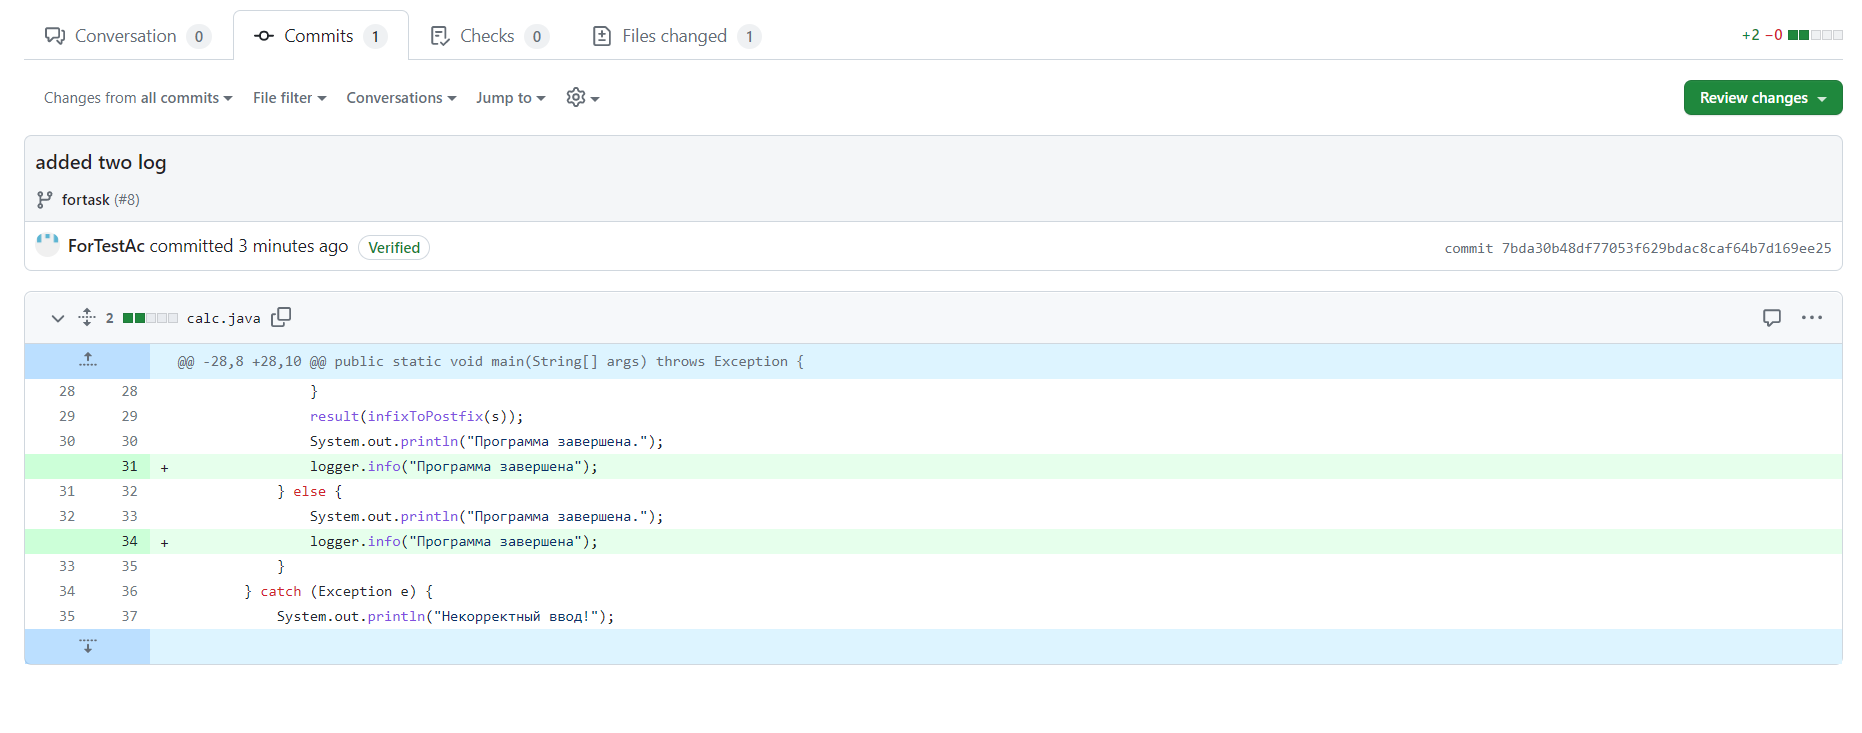 Conversation 0 Commits 1 Checks 0 Files changed 1 +2 −0
Changes from all commits File filter Conversations Jump to Review changes
added two log
fortask (#8)
ForTestAc committed 3 minutes ago Verified commit 7bda30b48df77053f629bdac8caf64b7d169ee25
2 calc.java
@@ -28,8 +28,10 @@ public static void main(String[] args) throws Exception {
28 28 }
29 29 result(infixToPostfix(s));
30 30 System.out.println("Программа завершена.");
31 + logger.info("Программа завершена");
31 32 } else {
32 33 System.out.println("Программа завершена.");
34 + logger.info("Программа завершена");
33 35 }
34 36 } catch (Exception e) {
35 37 System.out.println("Некорректный ввод!");